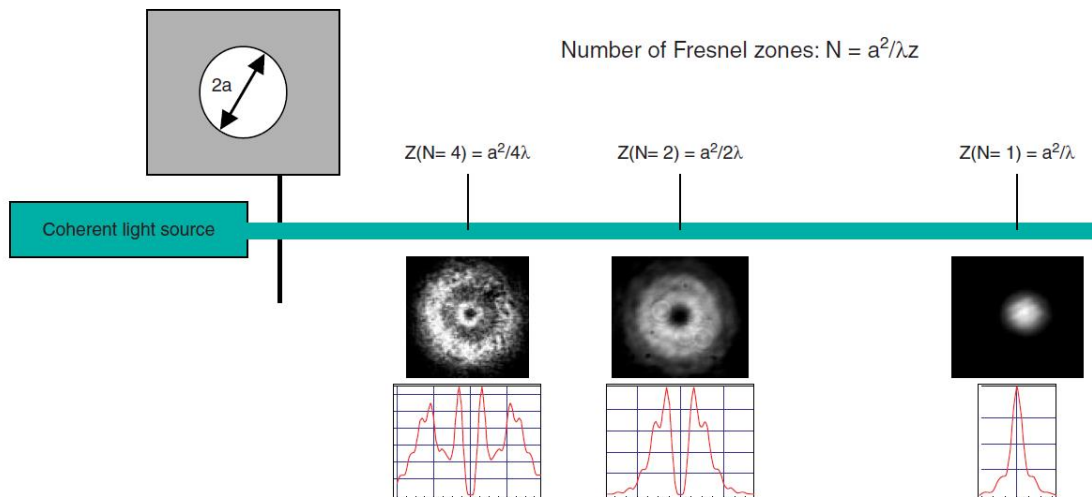 Number of Fresnel zones: N = a²/λz
2a
Z(N= 4) = a²/4λ
Z(N= 2) = a²/2λ
Z(N= 1) = a²/λ
Coherent light source